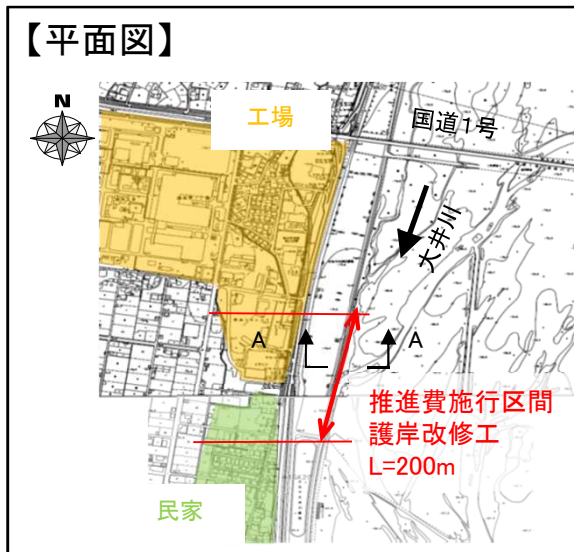 【平面図】
N
工場
国道1号
大井川
A
A
推進費施行区間
護岸改修工
L=200m
民家